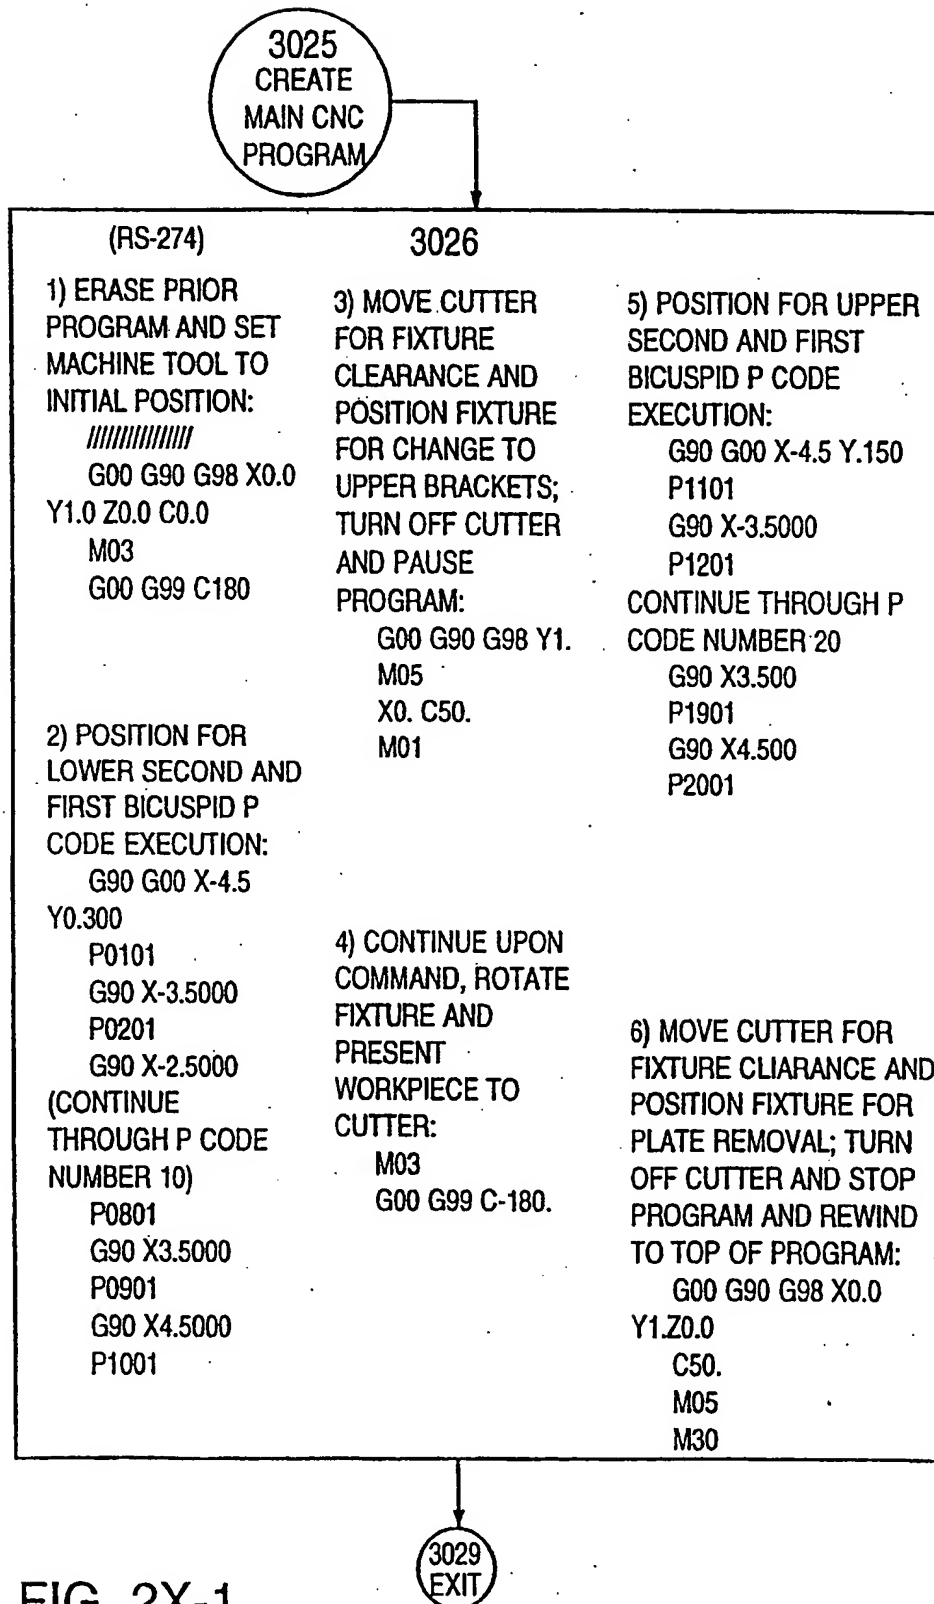 3025
CREATE
MAIN CNC
PROGRAM
(RS-274)
3026
1) ERASE PRIOR
PROGRAM AND SET
MACHINE TOOL TO
INITIAL POSITION:
////////////////
G00 G90 G98 X0.0
Y1.0 Z0.0 C0.0
M03
G00 G99 C180
2) POSITION FOR
LOWER SECOND AND
FIRST BICUSPID P
CODE EXECUTION:
G90 G00 X-4.5
Y0.300
P0101
G90 X-3.5000
P0201
G90 X-2.5000
(CONTINUE
THROUGH P CODE
NUMBER 10)
P0801
G90 X3.5000
P0901
G90 X4.5000
P1001
3) MOVE CUTTER
FOR FIXTURE
CLEARANCE AND
POSITION FIXTURE
FOR CHANGE TO
UPPER BRACKETS;
TURN OFF CUTTER
AND PAUSE
PROGRAM:
G00 G90 G98 Y1.
M05
X0. C50.
M01
4) CONTINUE UPON
COMMAND, ROTATE
FIXTURE AND
PRESENT
WORKPIECE TO
CUTTER:
M03
G00 G99 C-180.
5) POSITION FOR UPPER
SECOND AND FIRST
BICUSPID P CODE
EXECUTION:
G90 G00 X-4.5 Y.150
P1101
G90 X-3.5000
P1201
CONTINUE THROUGH P
CODE NUMBER 20
G90 X3.500
P1901
G90 X4.500
P2001
6) MOVE CUTTER FOR
FIXTURE CLIARANCE AND
POSITION FIXTURE FOR
PLATE REMOVAL; TURN
OFF CUTTER AND STOP
PROGRAM AND REWIND
TO TOP OF PROGRAM:
G00 G90 G98 X0.0
Y1.Z0.0
C50.
M05
M30
3029
EXIT
FIG. 2X-1